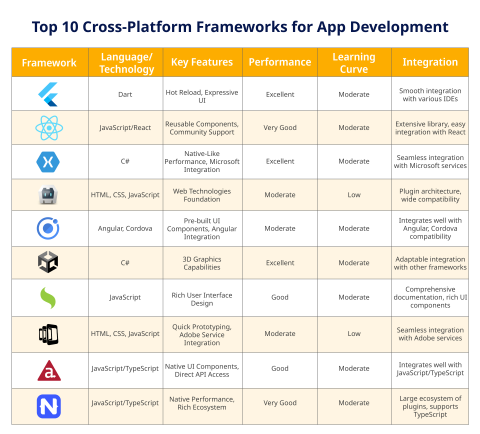 Top 10 Cross-Platform Frameworks for App Development
Framework
Language/
Technology
Key Features
Performance
Learning
Curve
Integration
Dart
Hot Reload, Expressive
UI
Excellent
Moderate
Smooth integration
with various IDEs
JavaScript/React
Reusable Components,
Community Support
Very Good
Moderate
Extensive library, easy
integration with React
C#
Native-Like
Performance, Microsoft
Integration
Excellent
Moderate
Seamless integration
with Microsoft services
HTML, CSS, JavaScript
Web Technologies
Foundation
Moderate
Low
Plugin architecture,
wide compatibility
Angular, Cordova
Pre-built UI
Components, Angular
Integration
Moderate
Moderate
Integrates well with
Angular, Cordova
compatibility
C#
3D Graphics
Capabilities
Excellent
Moderate
Adaptable integration
with other frameworks
JavaScript
Rich User Interface
Design
Good
Moderate
Comprehensive
documentation, rich UI
components
HTML, CSS, JavaScript
Quick Prototyping,
Adobe Service
Integration
Moderate
Low
Seamless integration
with Adobe services
a
JavaScript/TypeScript
Native UI Components,
Direct API Access
Good
Moderate
Integrates well with
JavaScript/TypeScript
N
JavaScript/TypeScript
Native Performance,
Rich Ecosystem
Very Good
Moderate
Large ecosystem of
plugins, supports
TypeScript